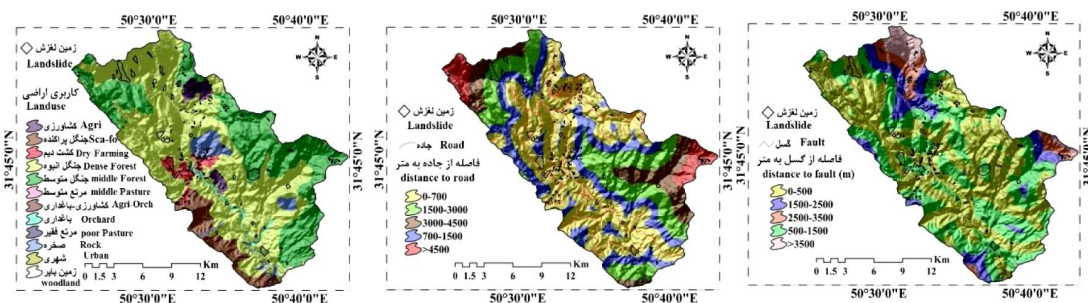 50°30'0"E 50°40'0"E
N
W E
S
زمین لغزش
Landslide
کاربری اراضی
Landuse
کشاورزی Agri
جنگل پراکنده Sca-fo
کشت دیم Dry Farming
جنگل انبوه Dense Forest
جنگل متوسط middle Forest
مرتع متوسط middle Pasture
کشاورزی-باغداری Agri-Orch
باغداری Orchard
مرتع فقیر poor Pasture
صخره Rock
شهری Urban
زمین بایر woodland
31°45'0"N
Km
0 1.5 3 6 9 12
50°30'0"E 50°40'0"E
50°30'0"E 50°40'0"E
N
W E
S
زمین لغزش
Landslide
جاده Road
فاصله از جاده به متر
distance to road
0-700
1500-3000
3000-4500
700-1500
>4500
31°45'0"N
31°45'0"N
Km
0 1.5 3 6 9 12
50°30'0"E 50°40'0"E
50°30'0"E 50°40'0"E
N
W E
S
زمین لغزش
Landslide
گسل Fault
فاصله از گسل به متر
distance to fault (m)
0-500
1500-2500
2500-3500
500-1500
>3500
31°45'0"N
31°45'0"N
Km
0 1.5 3 6 9 12
50°30'0"E 50°40'0"E